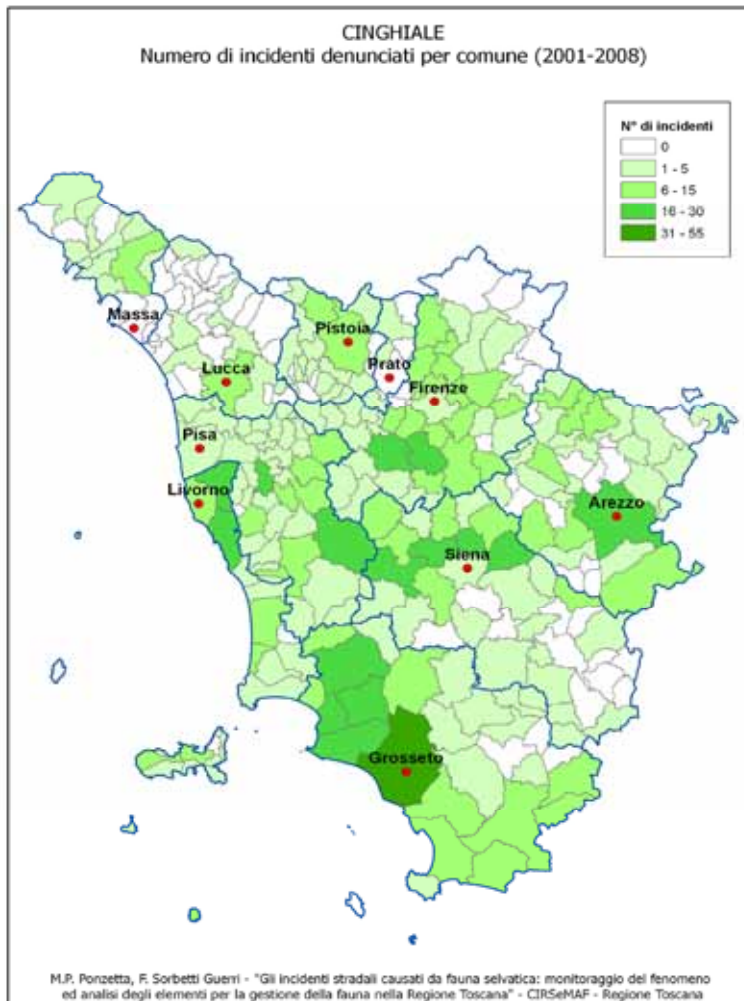 CINGHIALE
Numero di incidenti denunciati per comune (2001-2008)
N° di incidenti
0
1 - 5
6 - 15
16 - 30
31 - 55
Massa
Pistoia
Prato
Lucca
Firenze
Pisa
Livorno
Arezzo
Siena
Grosseto
M.P. Ponzetta, F. Sorbetti Guerri - "Gli incidenti stradali causati da fauna selvatica: monitoraggio del fenomeno
ed analisi degli elementi per la gestione della fauna nella Regione Toscana" - CIRSeMAF - Regione Toscana